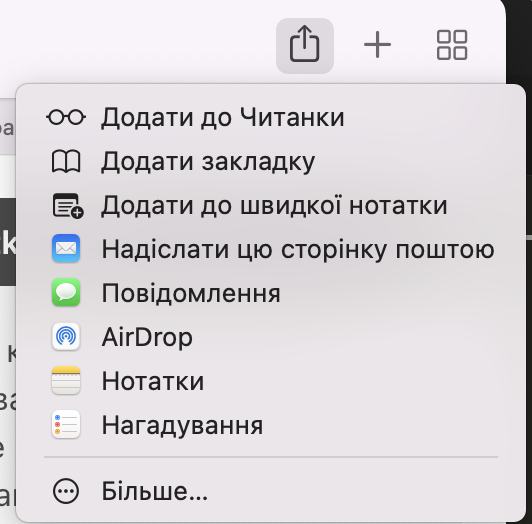 Додати до Читанки
Додати закладку
Додати до швидкої нотатки
Надіслати цю сторінку поштою
Повідомлення
AirDrop
Нотатки
Нагадування
Більше...